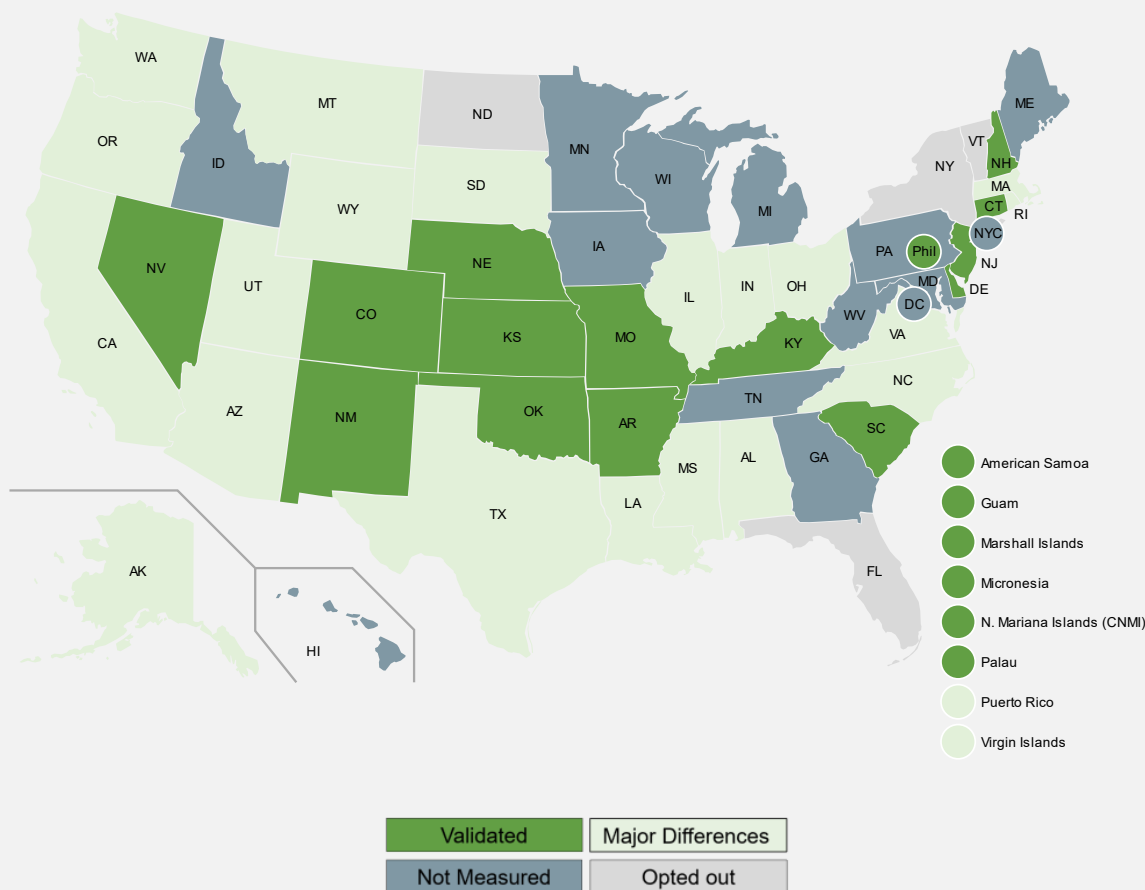 WA
MT
ND
MN
ME
OR
ID
SD
WI
MI
NY
VT
NH
MA
CT
RI
WY
NV
UT
NE
IA
PA
Phil
NYC
NJ
CO
KS
MO
IL
IN
OH
MD
DE
DC
WV
VA
KY
CA
AZ
NM
OK
AR
TN
NC
SC
MS
AL
GA
TX
LA
FL
AK
HI
American Samoa
Guam
Marshall Islands
Micronesia
N. Mariana Islands (CNMI)
Palau
Puerto Rico
Virgin Islands
Validated
Major Differences
Not Measured
Opted out